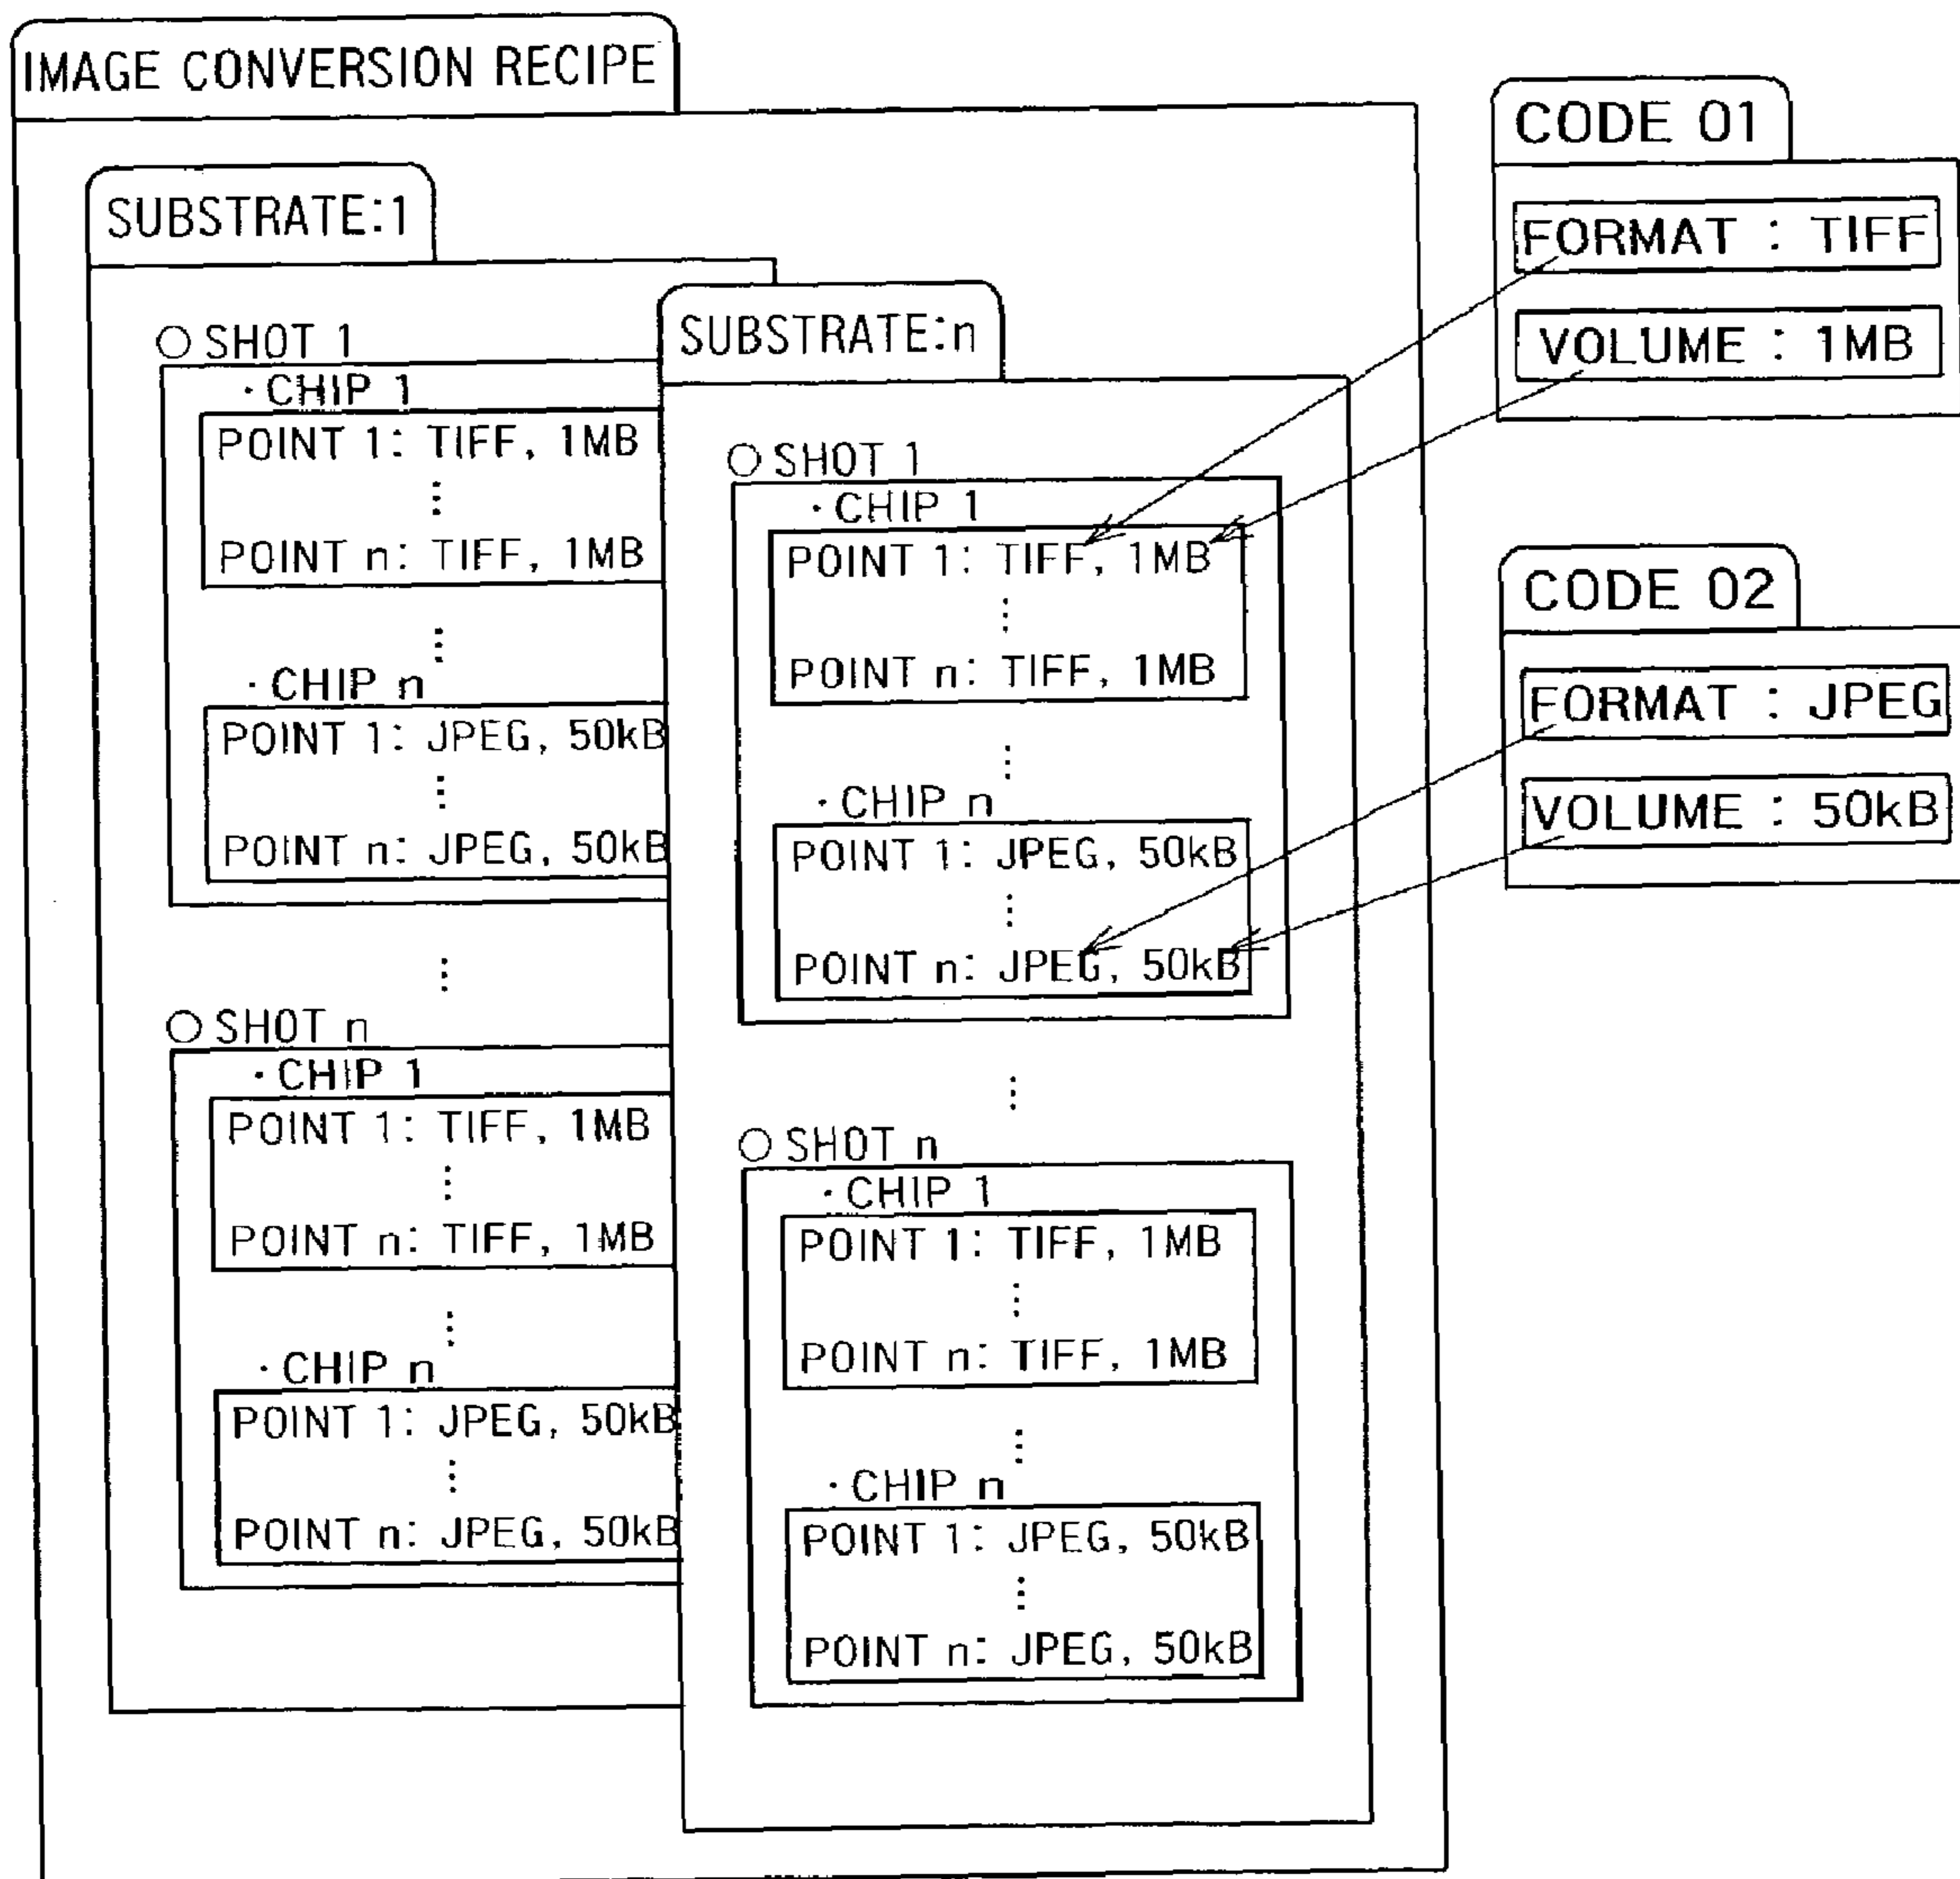 IMAGE CONVERSION RECIPE
SUBSTRATE:1
○ SHOT 1
・CHIP 1
POINT 1: TIFF, 1MB
⋮
POINT n: TIFF, 1MB
⋮
・CHIP n
POINT 1: JPEG, 50kB
⋮
POINT n: JPEG, 50kB
⋮
○ SHOT n
・CHIP 1
POINT 1: TIFF, 1MB
⋮
POINT n: TIFF, 1MB
⋮
・CHIP n
POINT 1: JPEG, 50kB
⋮
POINT n: JPEG, 50kB
SUBSTRATE:n
○ SHOT 1
・CHIP 1
POINT 1: TIFF, 1MB
⋮
POINT n: TIFF, 1MB
⋮
・CHIP n
POINT 1: JPEG, 50kB
⋮
POINT n: JPEG, 50kB
⋮
○ SHOT n
・CHIP 1
POINT 1: TIFF, 1MB
⋮
POINT n: TIFF, 1MB
⋮
・CHIP n
POINT 1: JPEG, 50kB
⋮
POINT n: JPEG, 50kB
CODE 01
FORMAT : TIFF
VOLUME : 1MB
CODE 02
FORMAT : JPEG
VOLUME : 50kB